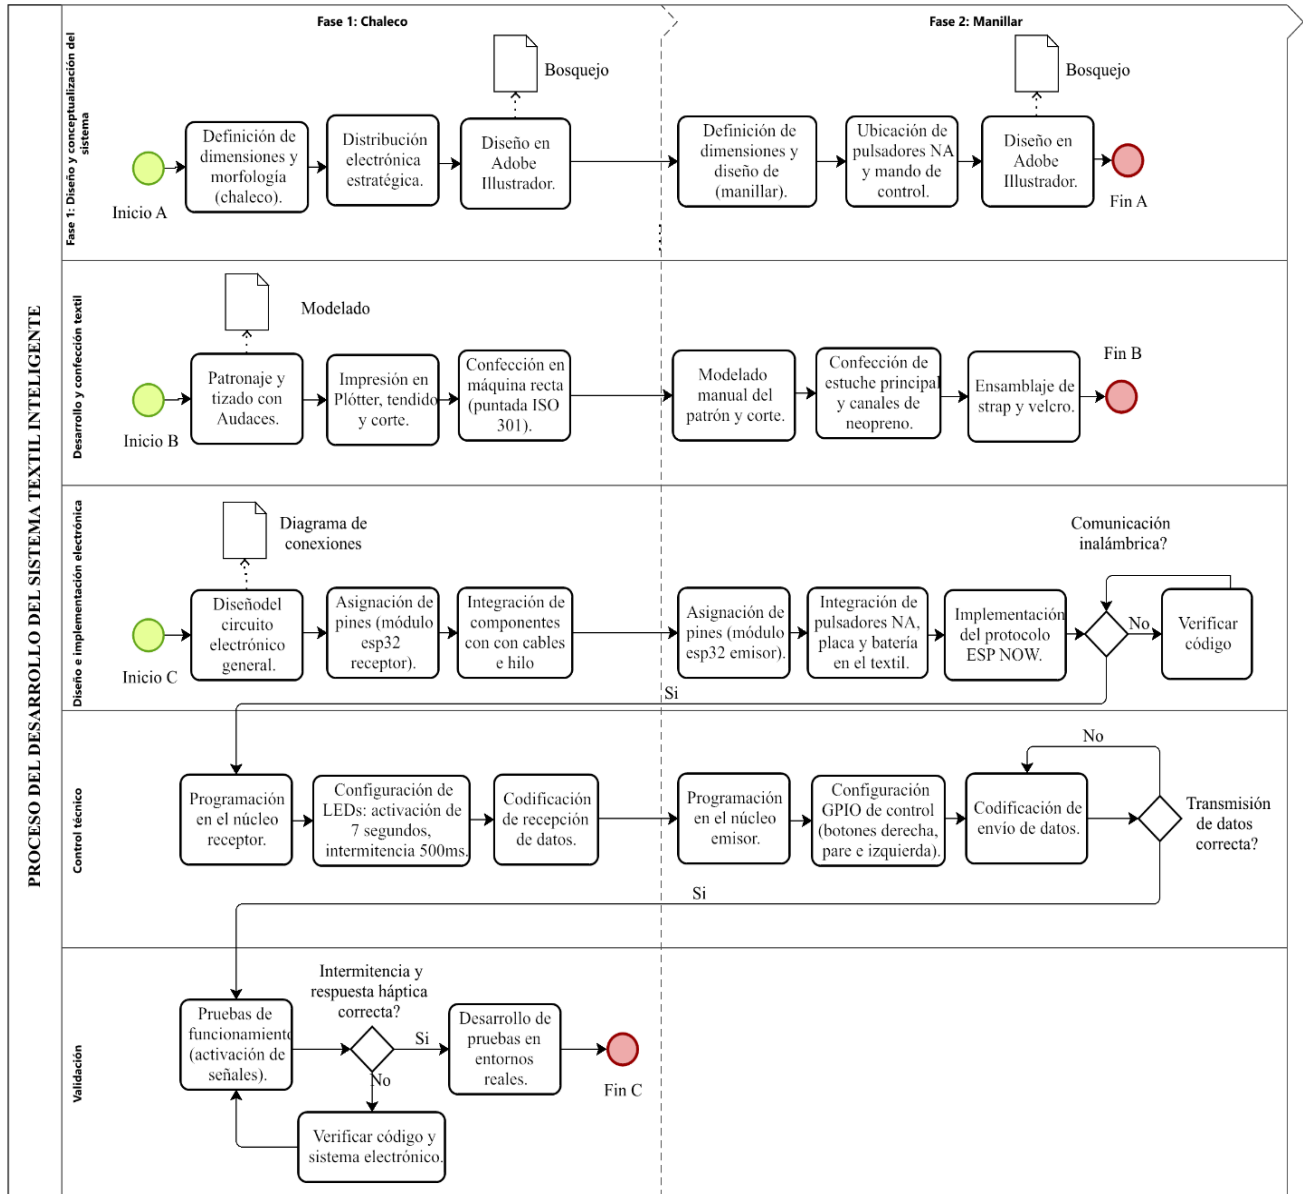 PROCESO DEL DESARROLLO DEL SISTEMA TEXTIL INTELIGENTE
Fase 1: Chaleco
Fase 2: Manillar
Fase 1: Diseño y conceptualización del
sistema
Inicio A
Definición de
dimensiones y
morfología
(chaleco).
Distribución
electrónica
estratégica.
Bosquejo
Diseño en
Adobe
Illustrador.
Definición de
dimensiones y
diseño de
(manillar).
Ubicación de
pulsadores NA
y mando de
control.
Bosquejo
Diseño en
Adobe
Illustrador.
Fin A
Desarrollo y confección textil
Inicio B
Modelado
Patronaje y
tizado con
Audaces.
Impresión en
Plótter, tendido
y corte.
Confección en
máquina recta
(puntada ISO
301).
Modelado
manual del
patrón y corte.
Confección de
estuche principal
y canales de
neopreno.
Ensamblaje de
strap y velcro.
Fin B
Diseño e implementación electrónica
Inicio C
Diagrama de
conexiones
Diseñodel
circuito
electrónico
general.
Asignación de
pines (módulo
esp32
receptor).
Integración de
componentes
con con cables
e hilo
Asignación de
pines (módulo
esp32 emisor).
Integración de
pulsadores NA,
placa y batería
en el textil.
Implementación
del protocolo
ESP NOW.
Comunicación
inalámbrica?
No
Verificar
código
Si
Control técnico
Programación
en el núcleo
receptor.
Configuración de
LEDs: activación de
7 segundos,
intermitencia 500ms.
Codificación
de recepción
de datos.
Programación
en el núcleo
emisor.
Configuración
GPIO de control
(botones derecha,
pare e izquierda).
Codificación de
envío de datos.
No
Transmisión
de datos
correcta?
Si
Validación
Pruebas de
funcionamiento
(activación de
señales).
Intermitencia y
respuesta háptica
correcta?
Si
No
Desarrollo de
pruebas en
entornos
reales.
Fin C
Verificar código y
sistema electrónico.